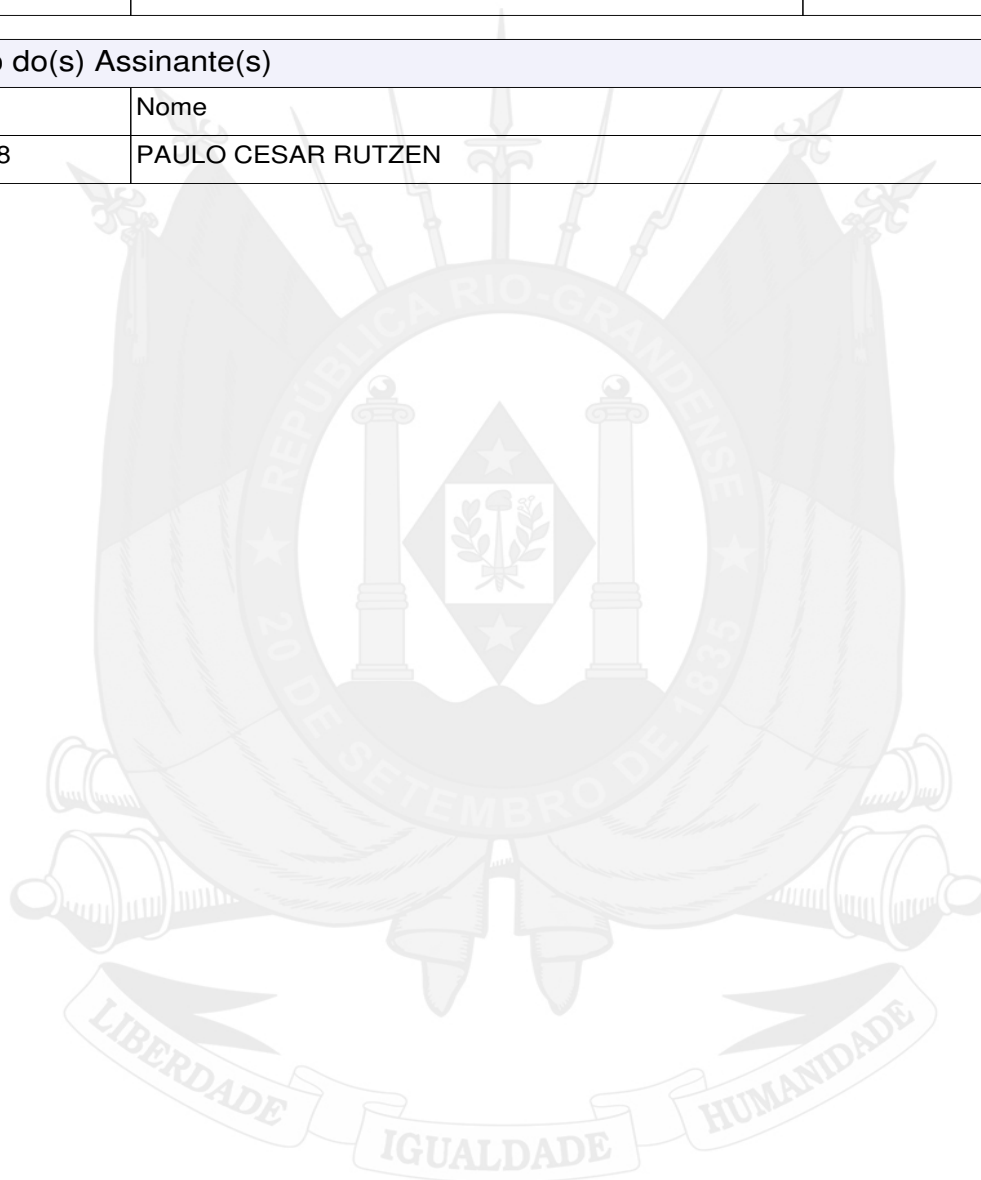 o do(s) Assinante(s)
Nome
8 PAULO CESAR RUTZEN
REPÚBLICA RIO-GRANDENSE
20 DE SETEMBRO DE 1835
LIBERDADE IGUALDADE HUMANIDADE